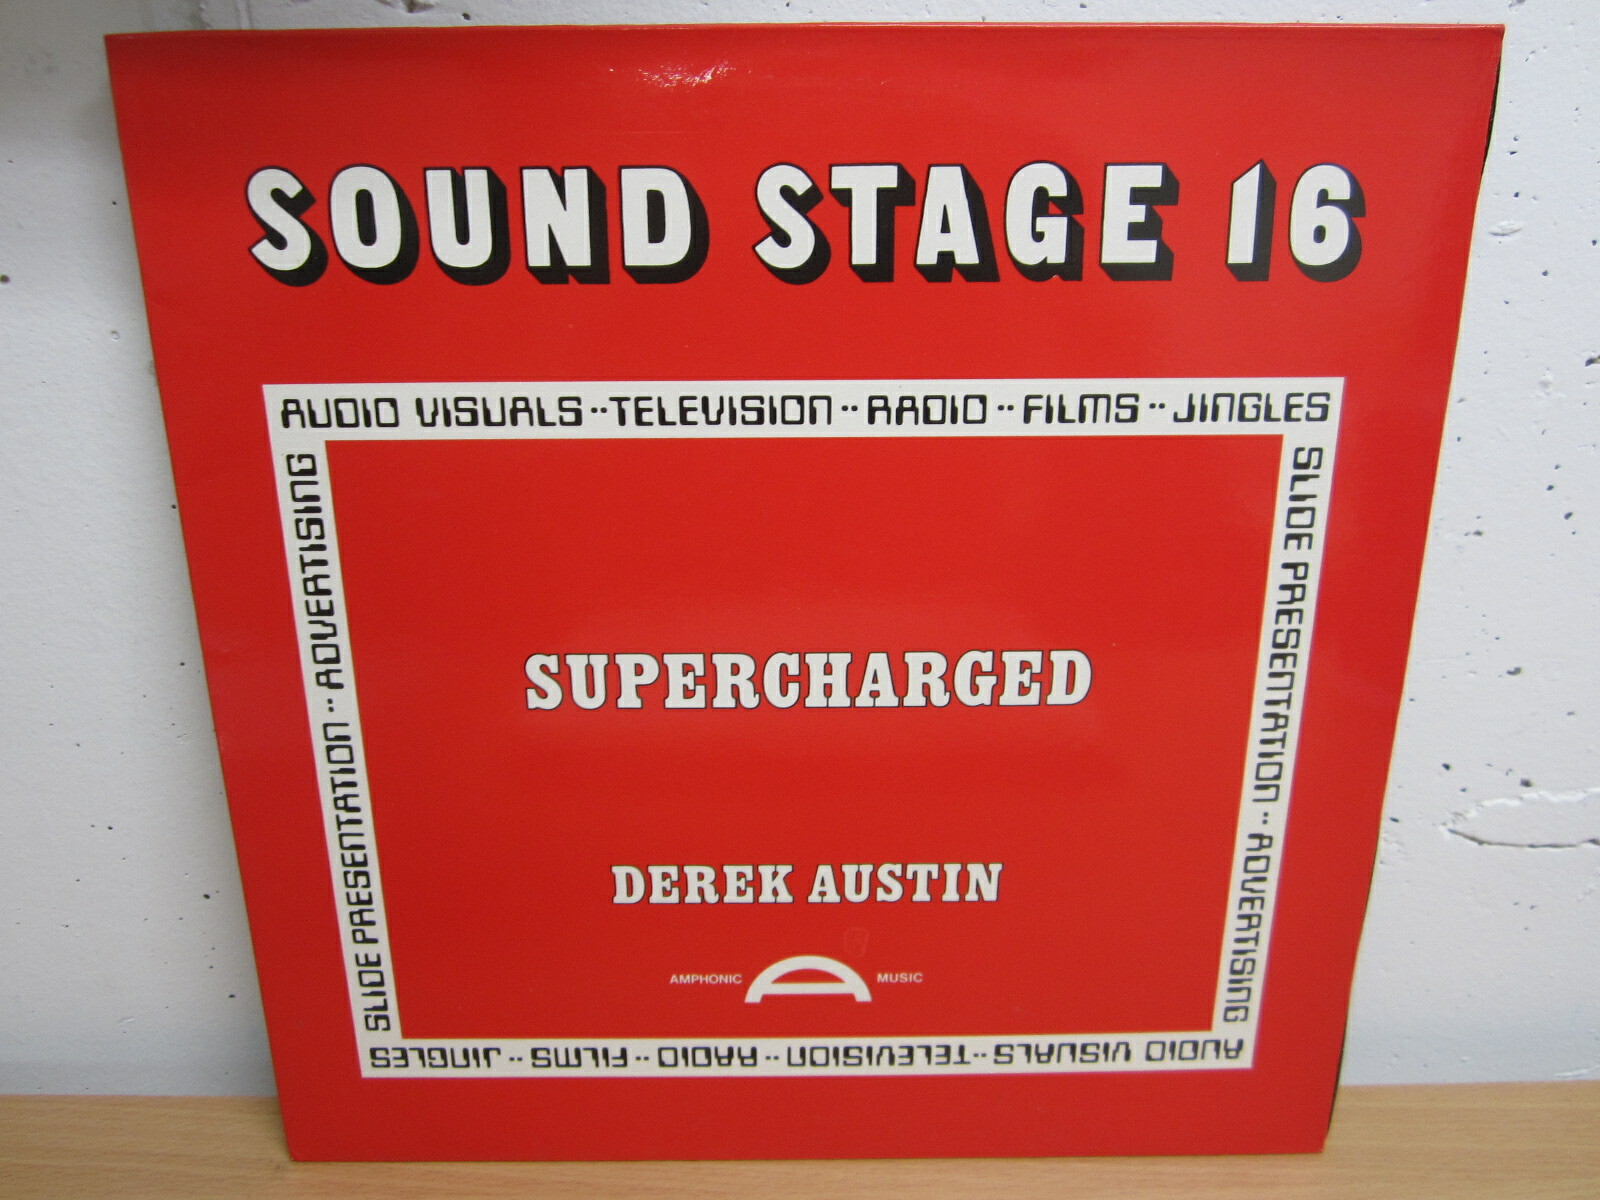 SOUND STAGE 16
AUDIO VISUALS··TELEVISION··RADIO··FILMS··JINGLES
SLIDE PRESENTATION··ADVERTISING
SUPERCHARGED
DEREK AUSTIN
AMPHONIC A MUSIC
AUDIO VISUALS··TELEVISION··RADIO··FILMS··JINGLES
SLIDE PRESENTATION··ADVERTISING